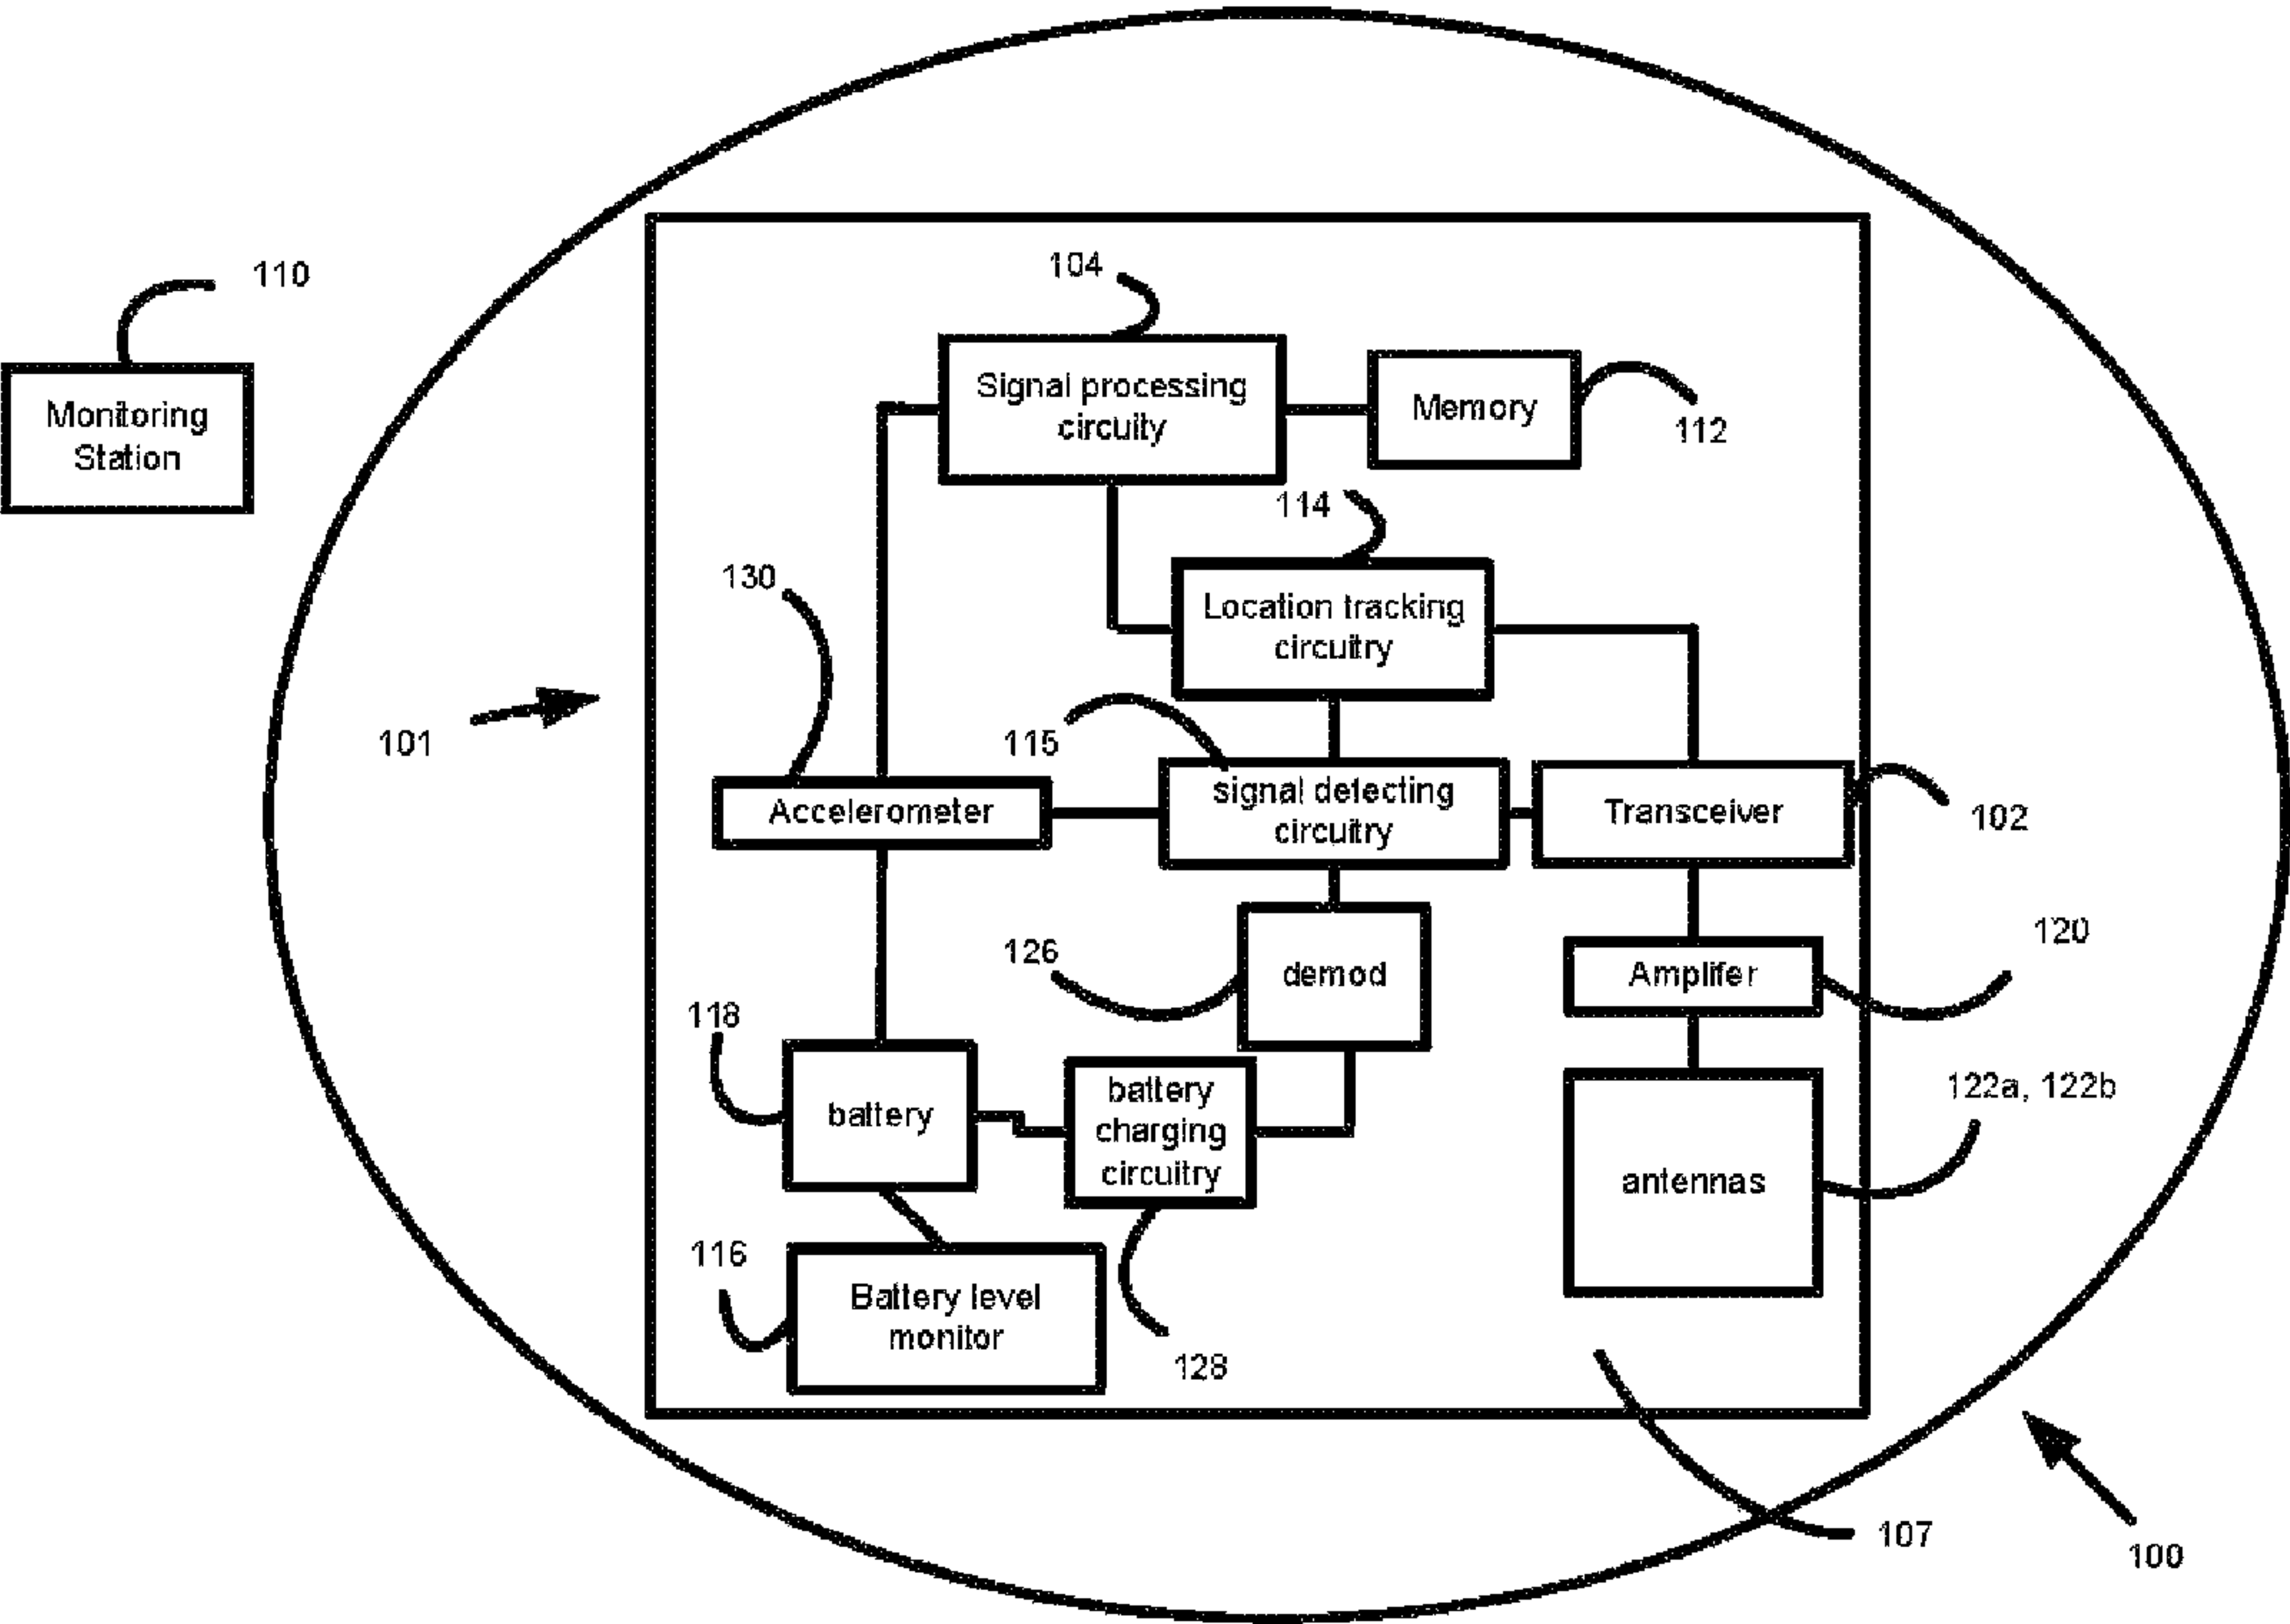 110
Monitoring
Station
104
Signal processing
circuity
Memory
112
114
Location tracking
circuitry
130
101
115
Accelerometer
signal detecting
circuitry
Transceiver
102
126
demod
Amplifer
120
118
battery
battery
charging
circuitry
122a, 122b
antennas
116
Battery level
monitor
128
107
100